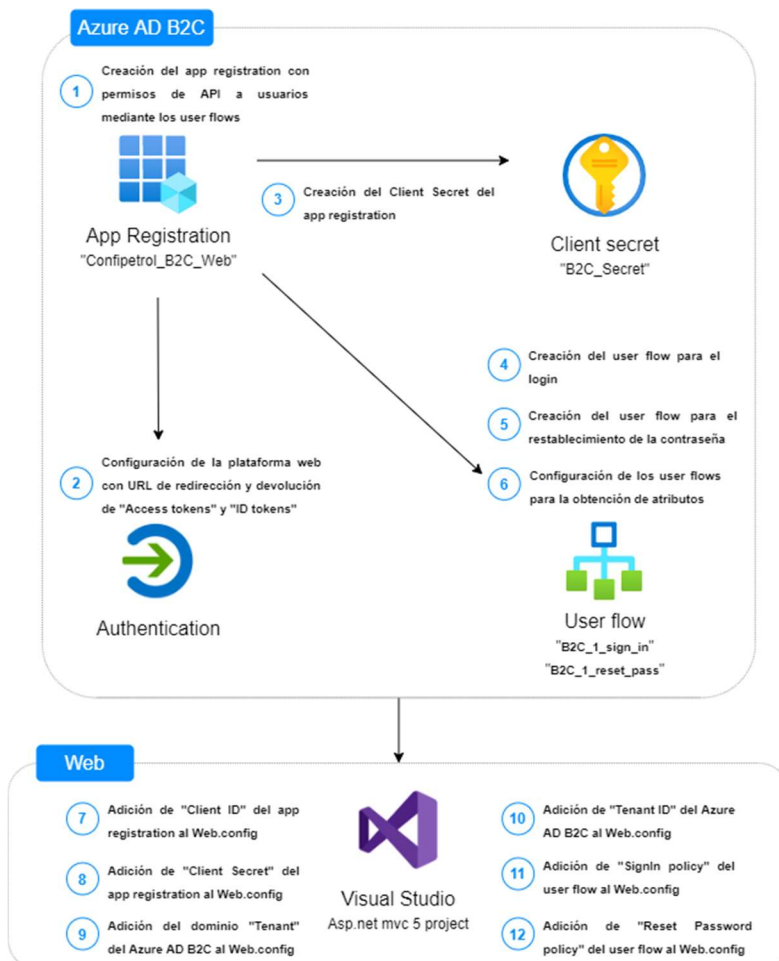 Azure AD B2C
1
Creación del app registration con
permisos de API a usuarios
mediante los user flows
App Registration
"Confipetrol_B2C_Web"
3
Creación del Client Secret del
app registration
Client secret
"B2C_Secret"
4
Creación del user flow para el
login
5
Creación del user flow para el
restablecimiento de la contraseña
2
Configuración de la plataforma web
con URL de redirección y devolución
de "Access tokens" y "ID tokens"
6
Configuración de los user flows
para la obtención de atributos
Authentication
User flow
"B2C_1_sign_in"
"B2C_1_reset_pass"
Web
7
Adición de "Client ID" del app
registration al Web.config
8
Adición de "Client Secret" del
app registration al Web.config
9
Adición del dominio "Tenant"
del Azure AD B2C al Web.config
Visual Studio
Asp.net mvc 5 project
10
Adición de "Tenant ID" del Azure
AD B2C al Web.config
11
Adición de "SignIn policy" del
user flow al Web.config
12
Adición de "Reset Password
policy" del user flow al Web.config